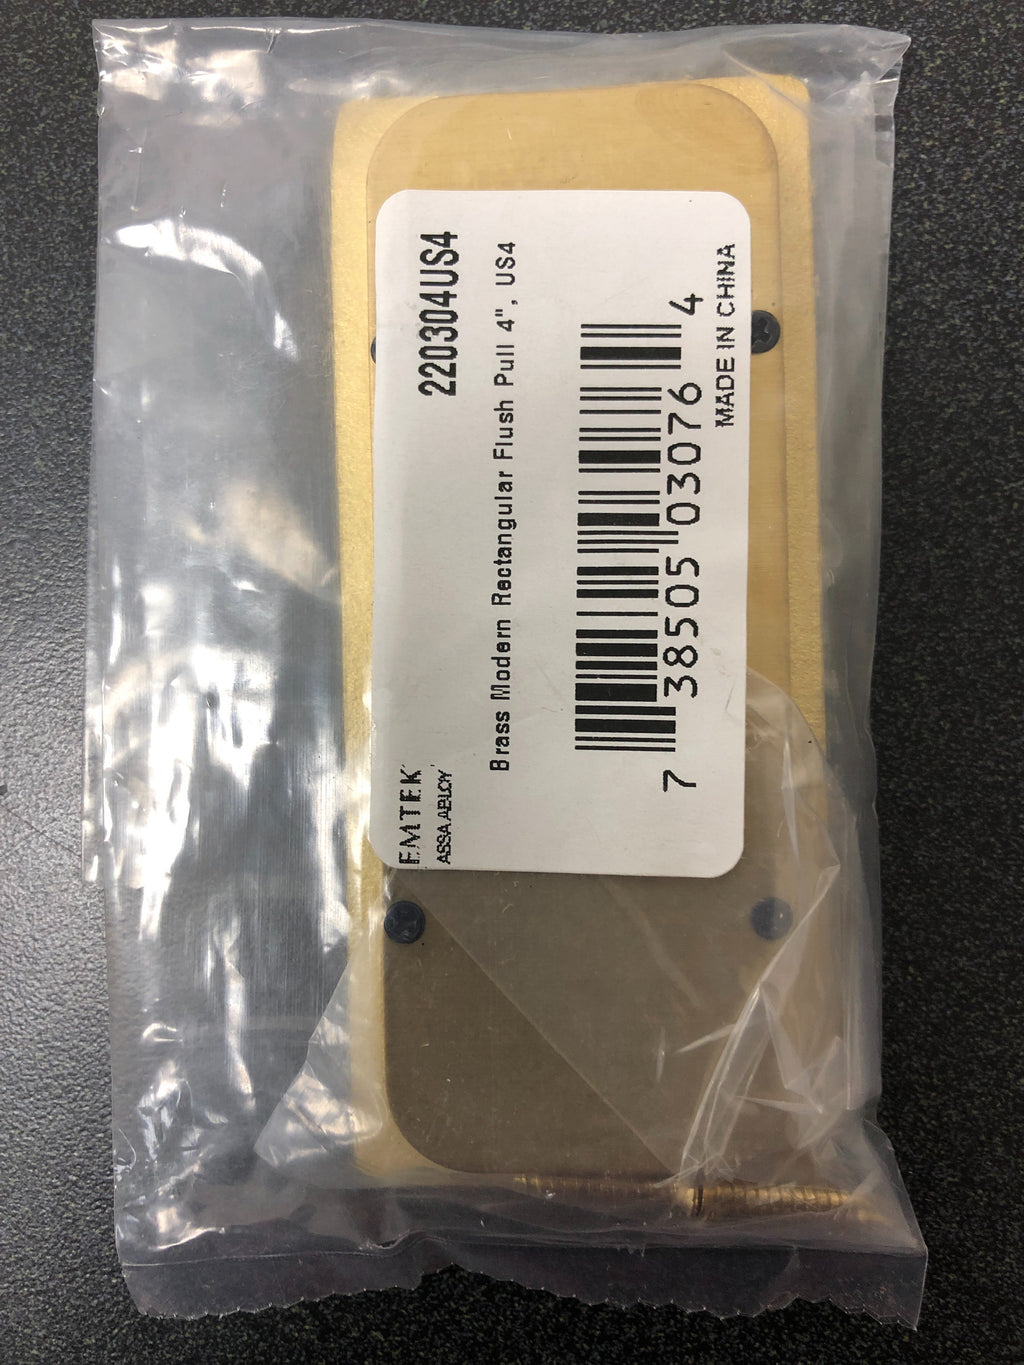 EMTEK
ASSA ABLOY
220304US4
Brass Modern Rectangular Flush Pull 4", US4
7 38505 03076 4
MADE IN CHINA